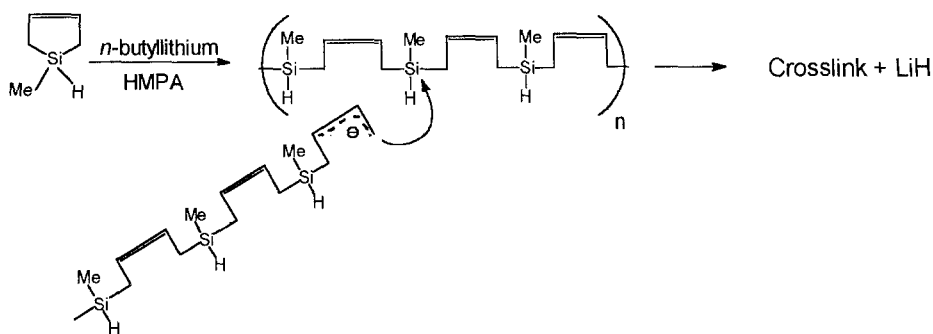 Si
Me H
n-butyllithium
HMPA
Me Me Me
Si Si Si
H H H
n
Crosslink + LiH
⊖
Me
Si
H
Me
Si
H
Me
Si
H